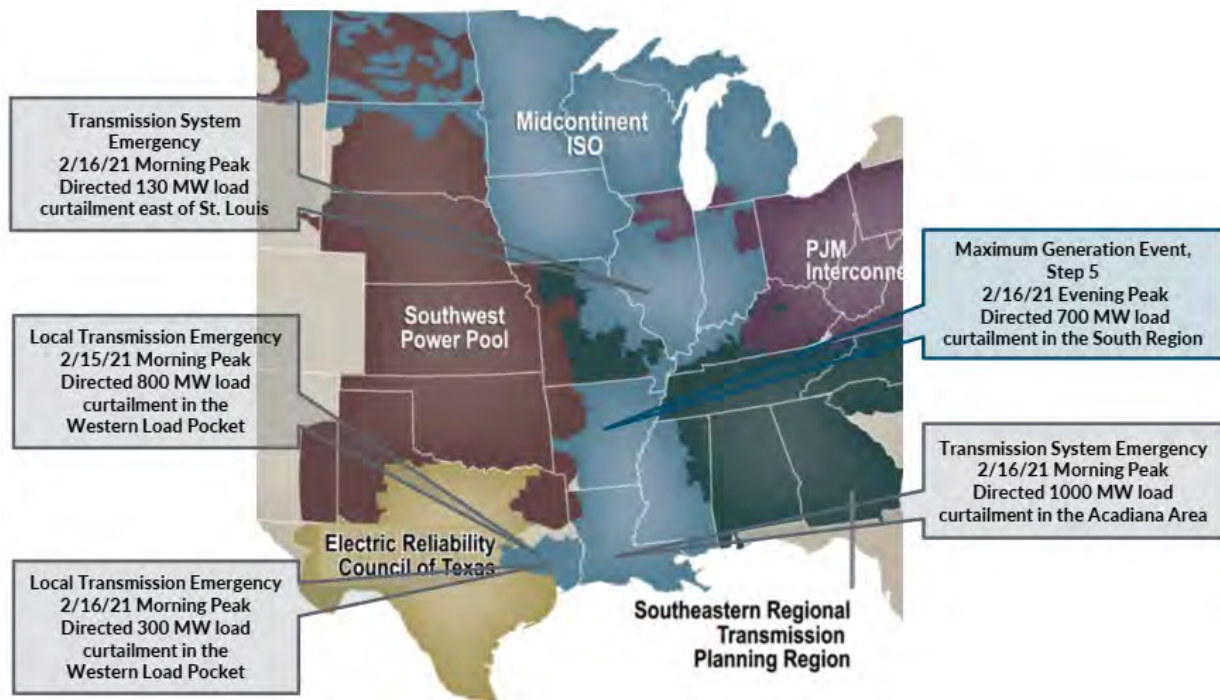 Transmission System
Emergency
2/16/21 Morning Peak
Directed 130 MW load
curtailment east of St. Louis
Local Transmission Emergency
2/15/21 Morning Peak
Directed 800 MW load
curtailment in the
Western Load Pocket
Local Transmission Emergency
2/16/21 Morning Peak
Directed 300 MW load
curtailment in the
Western Load Pocket
Midcontinent
ISO
Southwest
Power Pool
PJM
Interconne
Electric Reliability
Council of Texas
Southeastern Regional
Transmission
Planning Region
Maximum Generation Event,
Step 5
2/16/21 Evening Peak
Directed 700 MW load
curtailment in the South Region
Transmission System Emergency
2/16/21 Morning Peak
Directed 1000 MW load
curtailment in the Acadiana Area